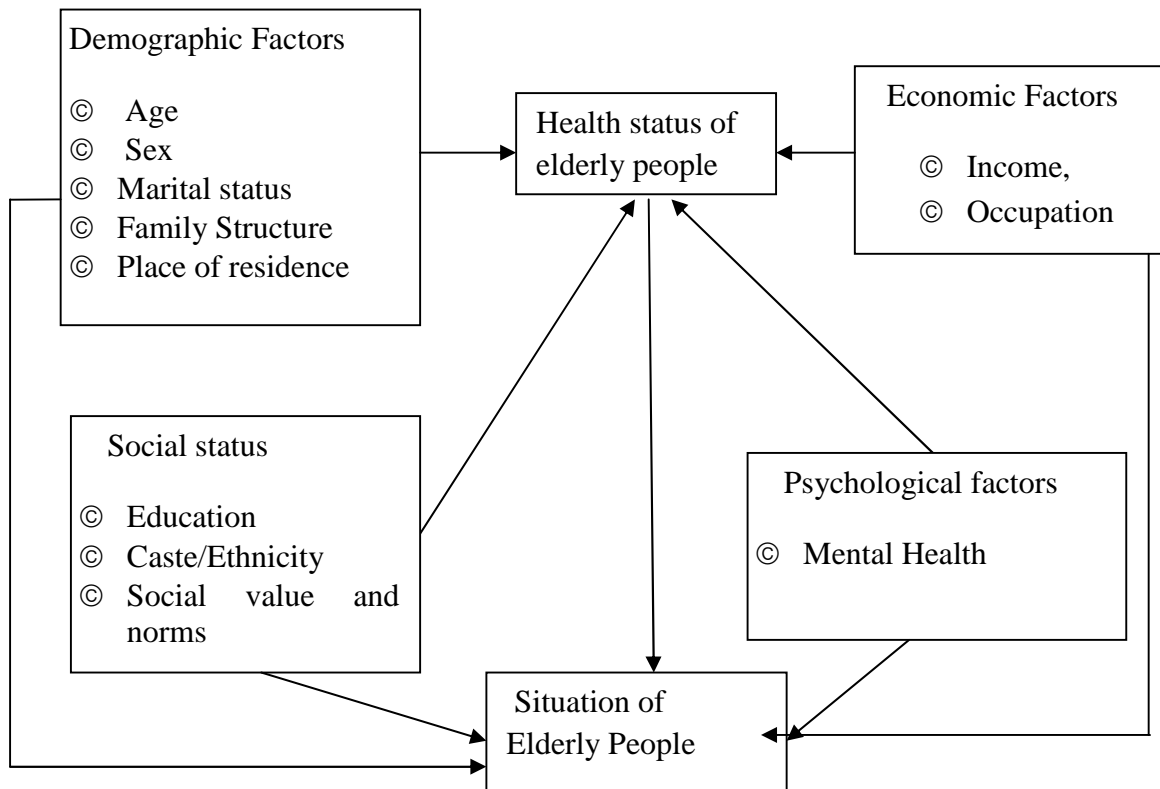 Demographic Factors
© Age
© Sex
© Marital status
© Family Structure
© Place of residence
Health status of
elderly people
Economic Factors
© Income,
© Occupation
Social status
© Education
© Caste/Ethnicity
© Social value and
norms
Psychological factors
© Mental Health
Situation of
Elderly People